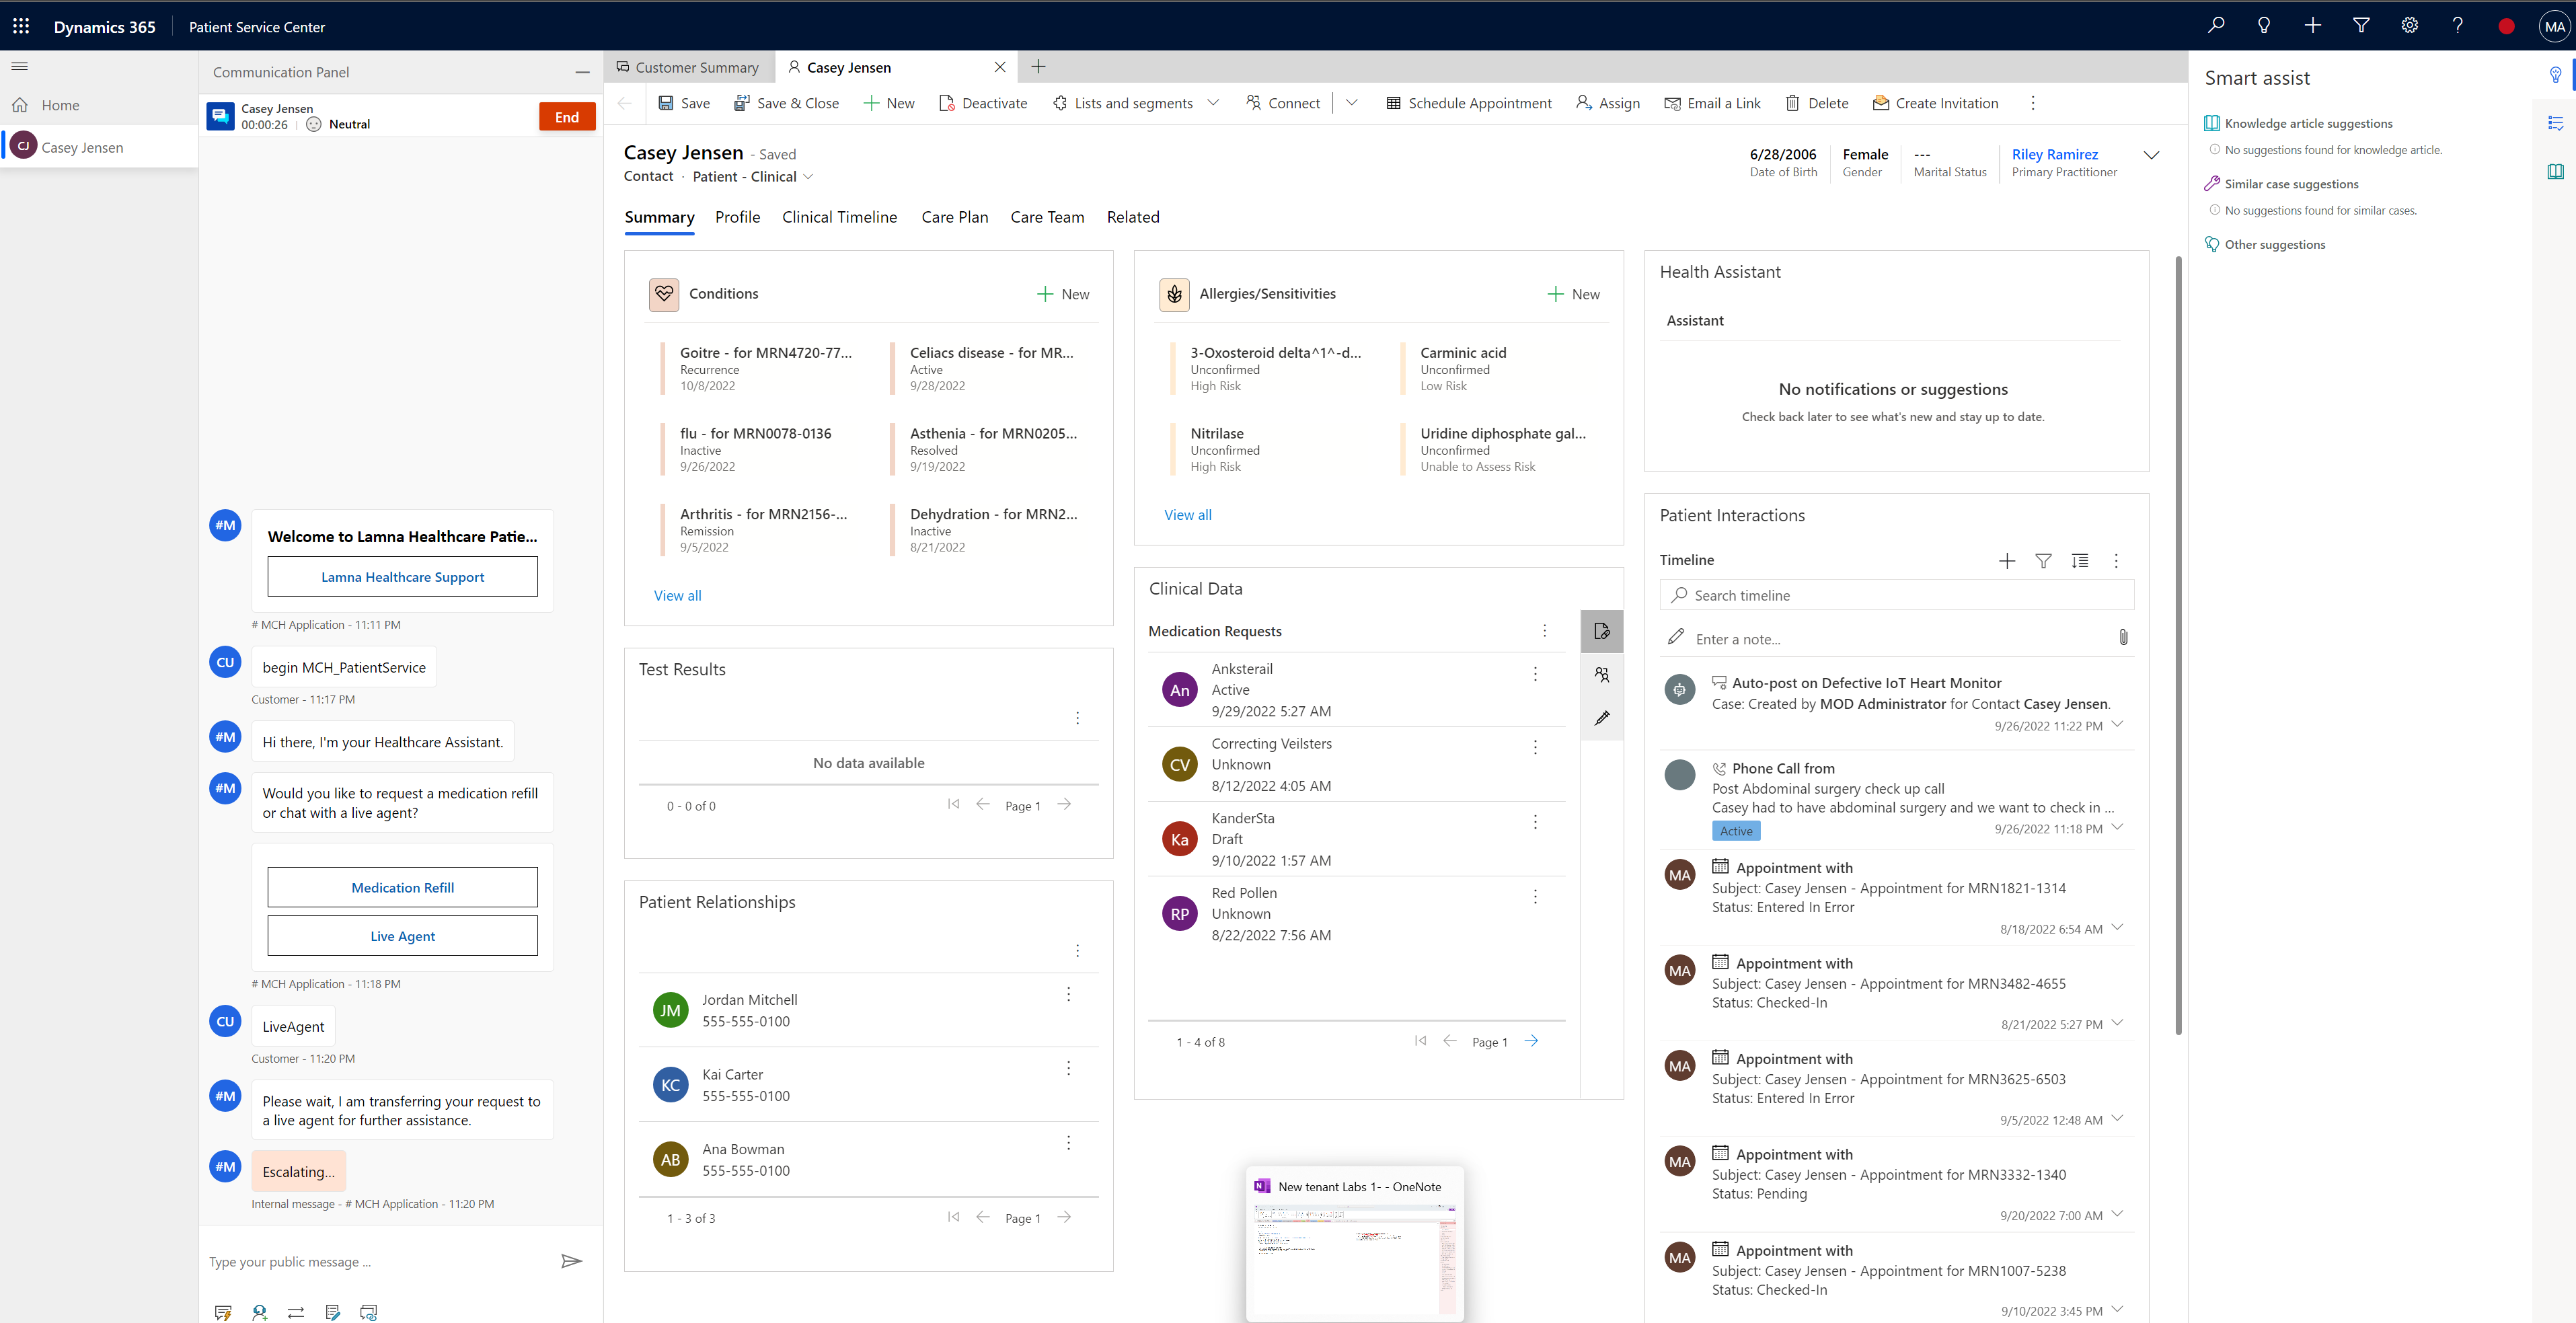 Dynamics 365
Patient Service Center
MA
Home
CJ
Casey Jensen
Communication Panel
Casey Jensen
00:00:26
Neutral
End
#M
Welcome to Lamna Healthcare Patie...
Lamna Healthcare Support
# MCH Application - 11:11 PM
CU
begin MCH_PatientService
Customer - 11:17 PM
#M
Hi there, I'm your Healthcare Assistant.
#M
Would you like to request a medication refill
or chat with a live agent?
Medication Refill
Live Agent
# MCH Application - 11:18 PM
CU
LiveAgent
Customer - 11:20 PM
#M
Please wait, I am transferring your request to
a live agent for further assistance.
#M
Escalating...
Internal message - # MCH Application - 11:20 PM
Type your public message ...
Customer Summary
Casey Jensen
Save
Save & Close
New
Deactivate
Lists and segments
Connect
Schedule Appointment
Assign
Email a Link
Delete
Create Invitation
Casey Jensen - Saved
Contact · Patient - Clinical
6/28/2006
Date of Birth
Female
Gender
---
Marital Status
Riley Ramirez
Primary Practitioner
Summary
Profile
Clinical Timeline
Care Plan
Care Team
Related
Conditions
New
Goitre - for MRN4720-77...
Recurrence
10/8/2022
Celiacs disease - for MR...
Active
9/28/2022
flu - for MRN0078-0136
Inactive
9/26/2022
Asthenia - for MRN0205...
Resolved
9/19/2022
Arthritis - for MRN2156-...
Remission
9/5/2022
Dehydration - for MRN2...
Inactive
8/21/2022
View all
Test Results
No data available
0 - 0 of 0
Page 1
Patient Relationships
JM
Jordan Mitchell
555-555-0100
KC
Kai Carter
555-555-0100
AB
Ana Bowman
555-555-0100
1 - 3 of 3
Page 1
Allergies/Sensitivities
New
3-Oxosteroid delta^1^-d...
Unconfirmed
High Risk
Carminic acid
Unconfirmed
Low Risk
Nitrilase
Unconfirmed
High Risk
Uridine diphosphate gal...
Unconfirmed
Unable to Assess Risk
View all
Clinical Data
Medication Requests
An
Anksterail
Active
9/29/2022 5:27 AM
CV
Correcting Veilsters
Unknown
8/12/2022 4:05 AM
Ka
KanderSta
Draft
9/10/2022 1:57 AM
RP
Red Pollen
Unknown
8/22/2022 7:56 AM
1 - 4 of 8
Page 1
New tenant Labs 1- - OneNote
Health Assistant
Assistant
No notifications or suggestions
Check back later to see what's new and stay up to date.
Patient Interactions
Timeline
Search timeline
Enter a note...
Auto-post on Defective IoT Heart Monitor
Case: Created by MOD Administrator for Contact Casey Jensen.
9/26/2022 11:22 PM
Phone Call from
Post Abdominal surgery check up call
Casey had to have abdominal surgery and we want to check in ...
Active
9/26/2022 11:18 PM
MA
Appointment with
Subject: Casey Jensen - Appointment for MRN1821-1314
Status: Entered In Error
8/18/2022 6:54 AM
MA
Appointment with
Subject: Casey Jensen - Appointment for MRN3482-4655
Status: Checked-In
8/21/2022 5:27 PM
MA
Appointment with
Subject: Casey Jensen - Appointment for MRN3625-6503
Status: Entered In Error
9/5/2022 12:48 AM
MA
Appointment with
Subject: Casey Jensen - Appointment for MRN3332-1340
Status: Pending
9/20/2022 7:00 AM
MA
Appointment with
Subject: Casey Jensen - Appointment for MRN1007-5238
Status: Checked-In
9/10/2022 3:45 PM
Smart assist
Knowledge article suggestions
No suggestions found for knowledge article.
Similar case suggestions
No suggestions found for similar cases.
Other suggestions